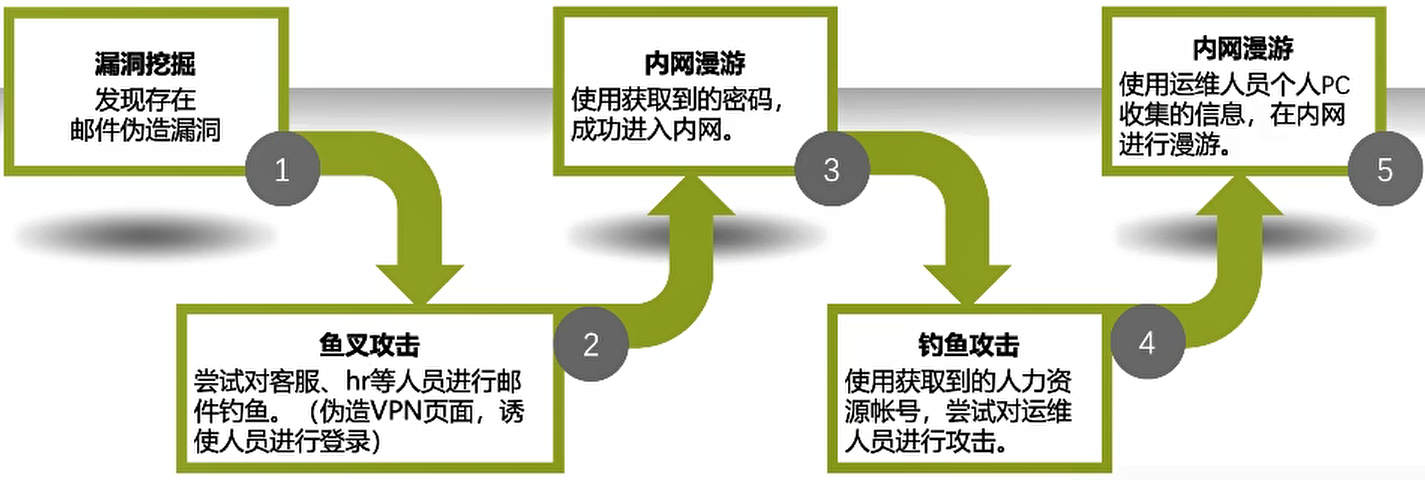 漏洞挖掘
发现存在
邮件伪造漏洞
1
鱼叉攻击
尝试对客服、hr等人员进行邮
件钓鱼。（伪造VPN页面，诱
使人员进行登录）
2
内网漫游
使用获取到的密码，
成功进入内网。
3
钓鱼攻击
使用获取到的人力资
源帐号，尝试对运维
人员进行攻击。
4
内网漫游
使用运维人员个人PC
收集的信息，在内网
进行漫游。
5